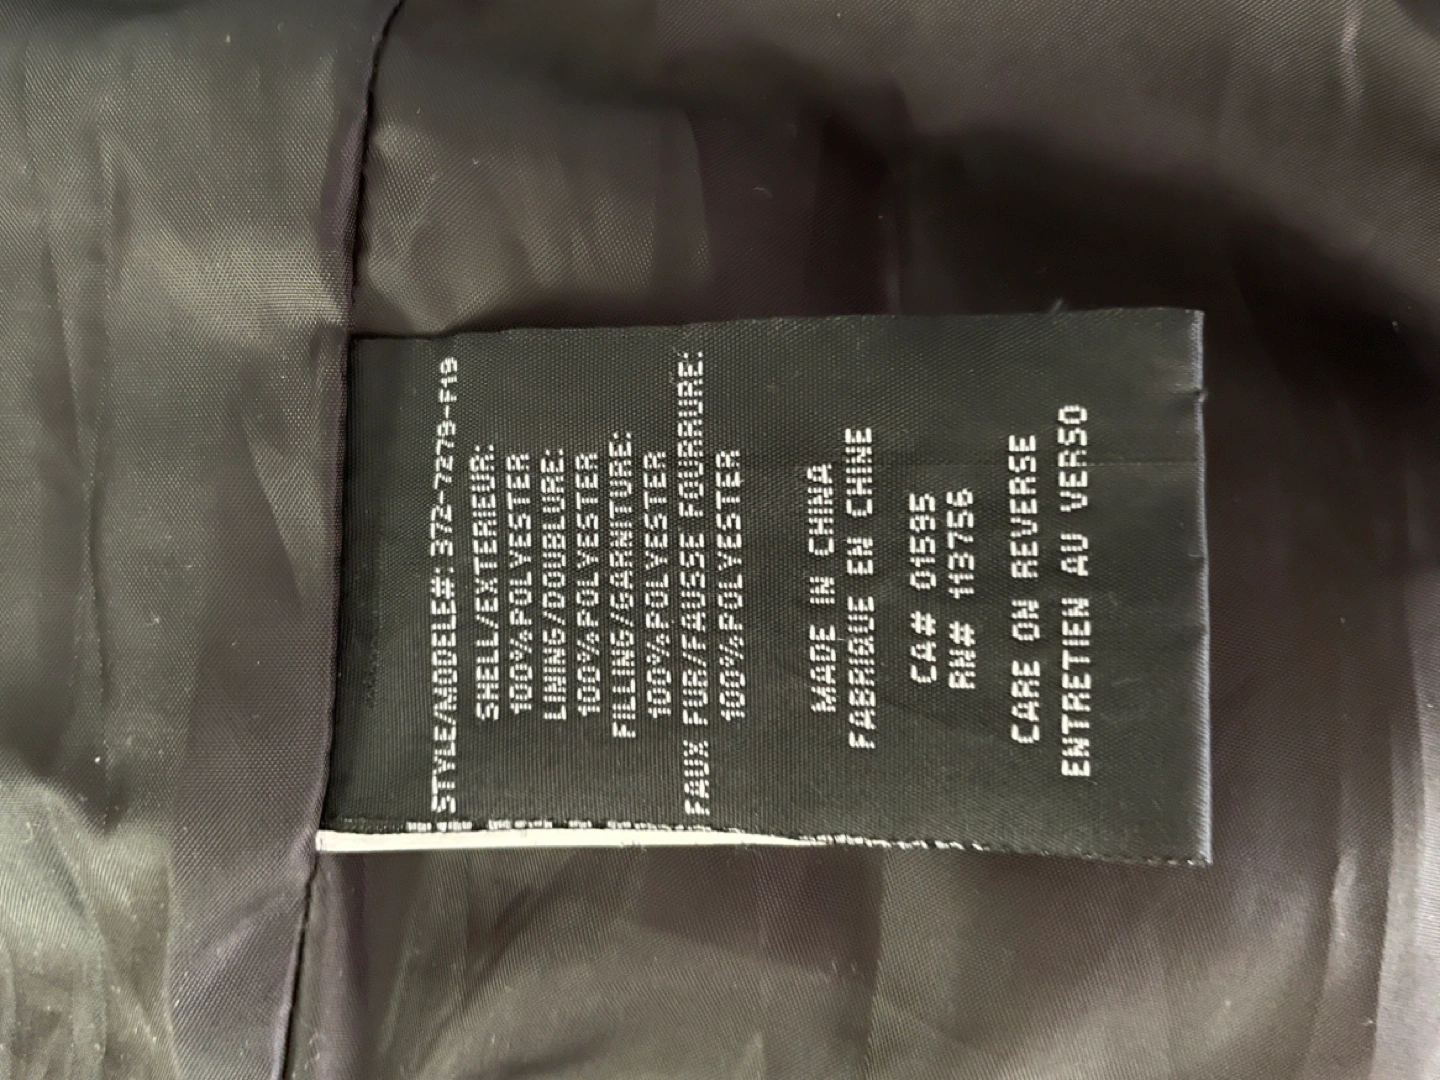 STYLE/MODELE#: 372-7279-F19
SHELL/EXTERIEUR:
100%POLYESTER
LINING/DOUBLURE:
100%POLYESTER
FILLING/GARNITURE:
100%POLYESTER
FAUX FUR/FAUSSE FOURRURE:
100%POLYESTER
MADE IN CHINA
FABRIQUE EN CHINE
CA# 01595
RN# 113756
CARE ON REVERSE
ENTRETIEN AU VERSO